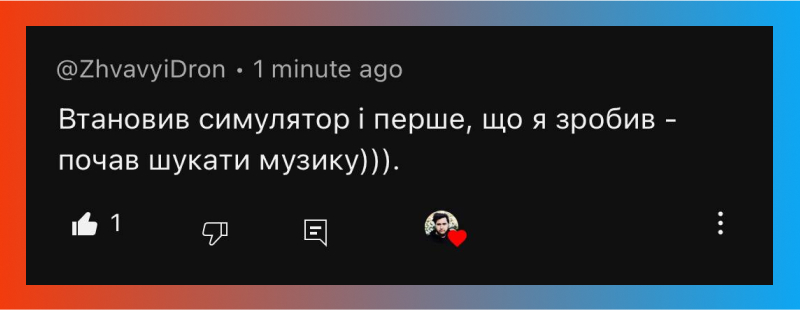 @ZhvavyiDron • 1 minute ago
Втановив симулятор і перше, що я зробив -
почав шукати музику))).
1